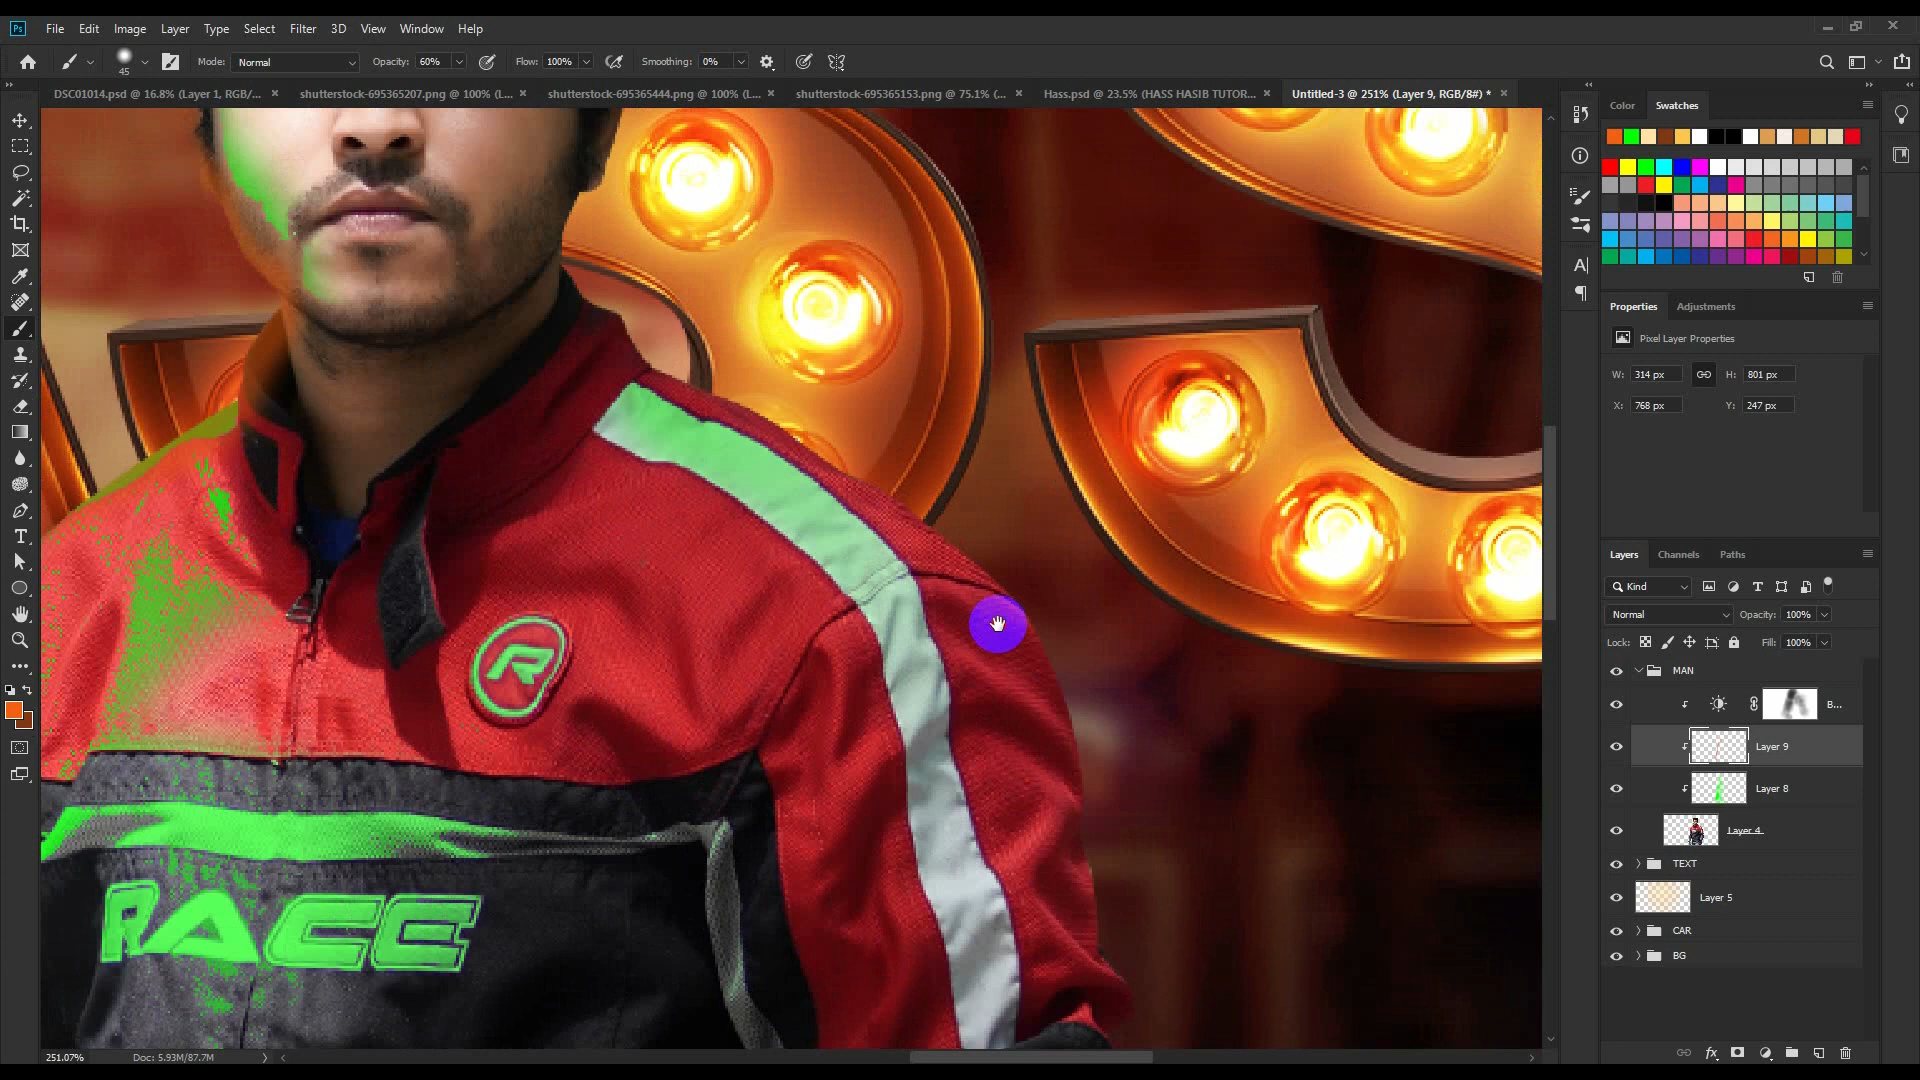 Ps File Edit Image Layer Type Select Filter 3D View Window Help
45 Mode: Normal Opacity: 60% Flow: 100% Smoothing: 0%
DSC01014.psd @ 16.8% (Layer 1, RGB/... × shutterstock-695365207.png @ 100% (L... × shutterstock-695365444.png @ 100% (L... × shutterstock-695365153.png @ 75.1% (... × Hass.psd @ 23.5% (HASS HASIB TUTOR... × Untitled-3 @ 251% (Layer 9, RGB/8#) * ×
Color Swatches
Properties Adjustments
Pixel Layer Properties
W: 314 px H: 801 px
X: 768 px Y: 247 px
Layers Channels Paths
Kind
Normal Opacity: 100%
Lock: Fill: 100%
MAN
B...
Layer 9
Layer 8
Layer 4
TEXT
Layer 5
CAR
BG
R
RACE
251.07% Doc: 5.93M/87.7M